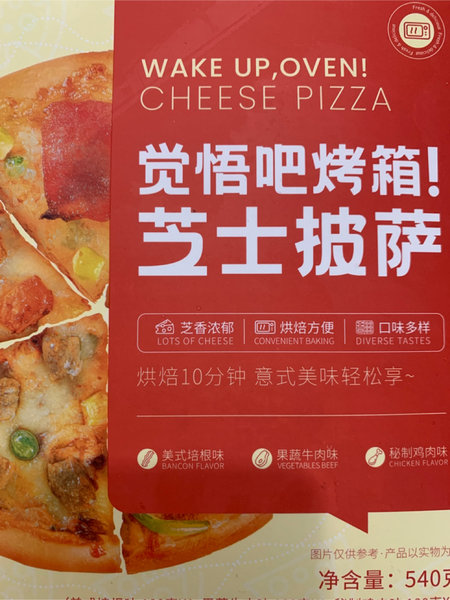 Fresh & delicious
WAKE UP,OVEN!
CHEESE PIZZA
觉悟吧烤箱!
芝士披萨
芝香浓郁 烘焙方便 口味多样
LOTS OF CHEESE CONVENIENT BAKING DIVERSE TASTES
烘焙10分钟 意式美味轻松享~
美式培根味 果蔬牛肉味 秘制鸡肉味
BANCON FLAVOR VEGETABLES BEEF CHICKEN FLAVOR
图片仅供参考·产品以实物为
净含量：540克